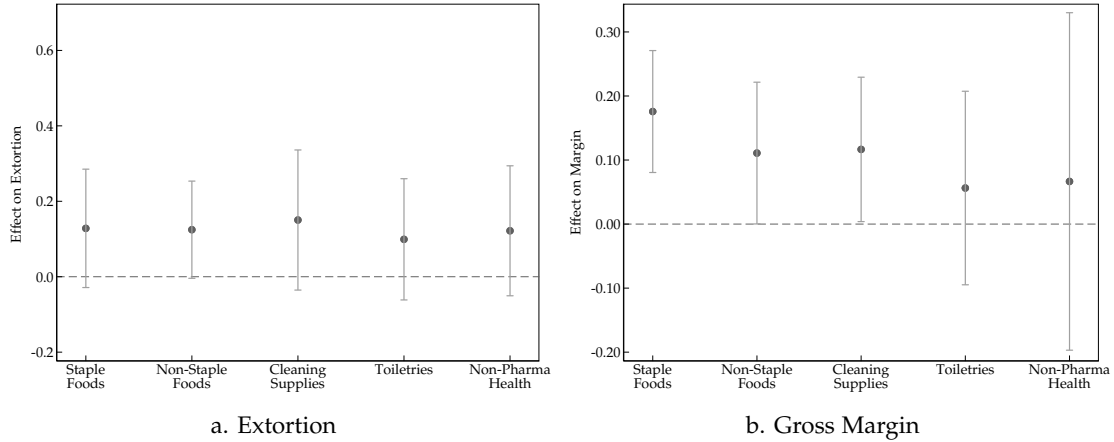 Effect on Extortion
0.6
0.4
0.2
0.0
-0.2
Staple
Foods
Non-Staple
Foods
Cleaning
Supplies
Toiletries
Non-Pharma
Health
a. Extortion
Effect on Margin
0.30
0.20
0.10
0.00
-0.10
-0.20
Staple
Foods
Non-Staple
Foods
Cleaning
Supplies
Toiletries
Non-Pharma
Health
b. Gross Margin